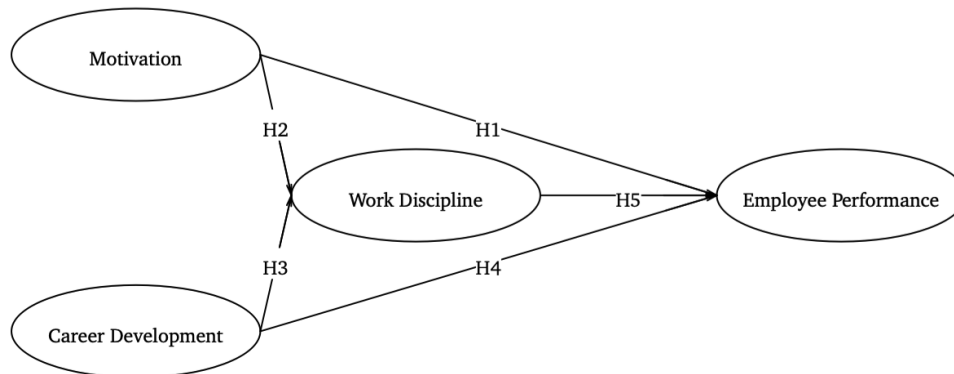 Motivation
H2
H1
Work Discipline
H5
Employee Performance
H3
H4
Career Development